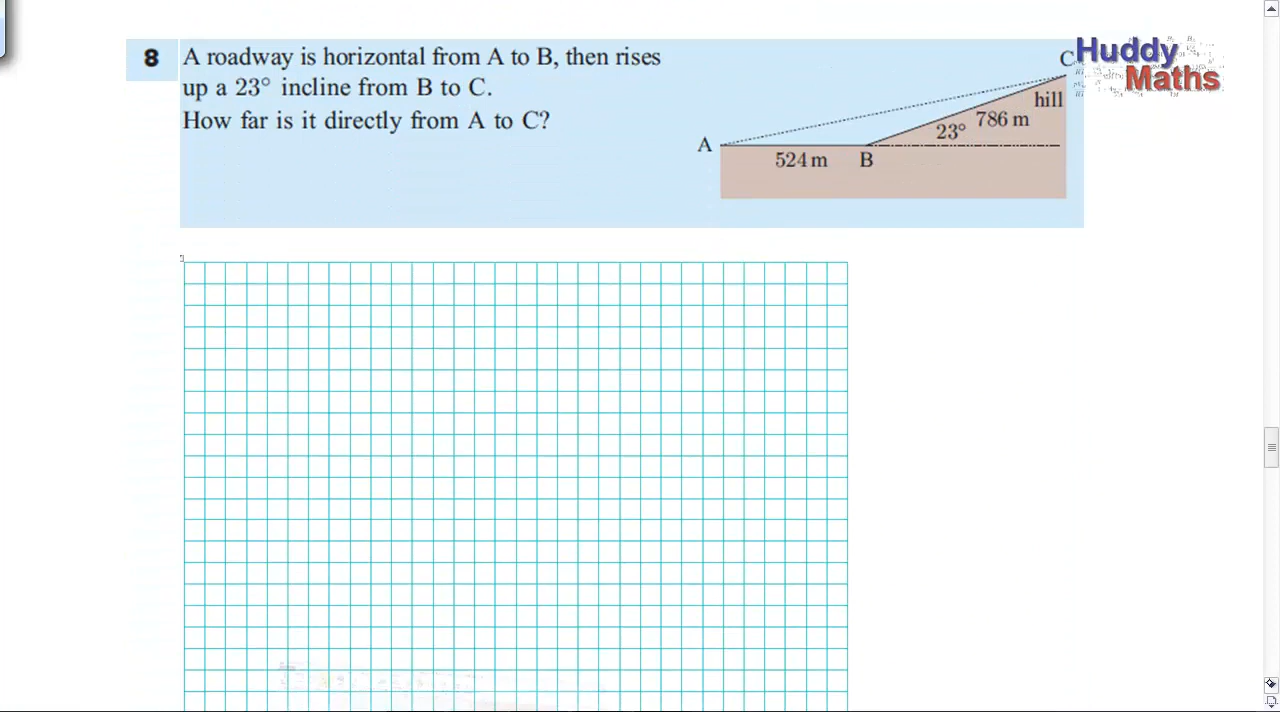 8 A roadway is horizontal from A to B, then rises
up a 23° incline from B to C.
How far is it directly from A to C?
C
hill
786 m
23°
A
524 m
B
Huddy
Maths